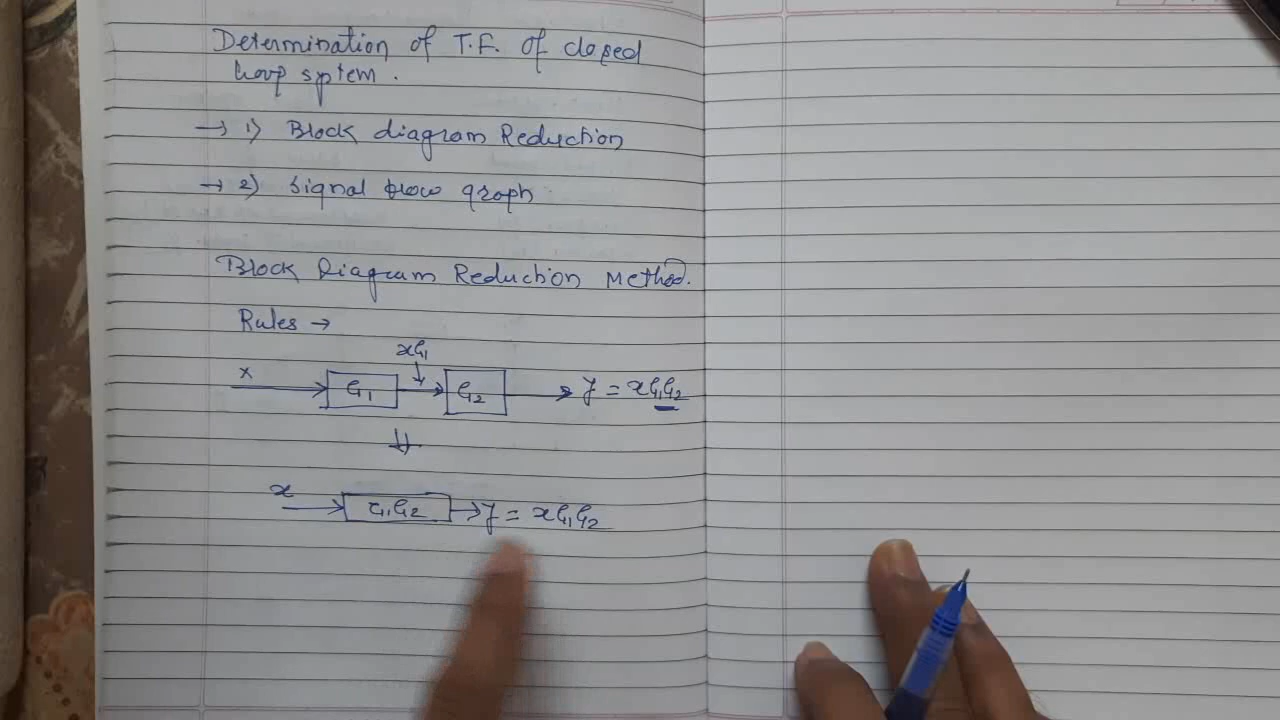 Determination of T.F. of closed
loop system.
→ 1) Block diagram Reduction
→ 2) Signal flow graph
Block Diagram Reduction Method.
Rules →
xG₁
x G₁ G₂ y = xG₁G₂
x G₁G₂ y = xG₁G₂